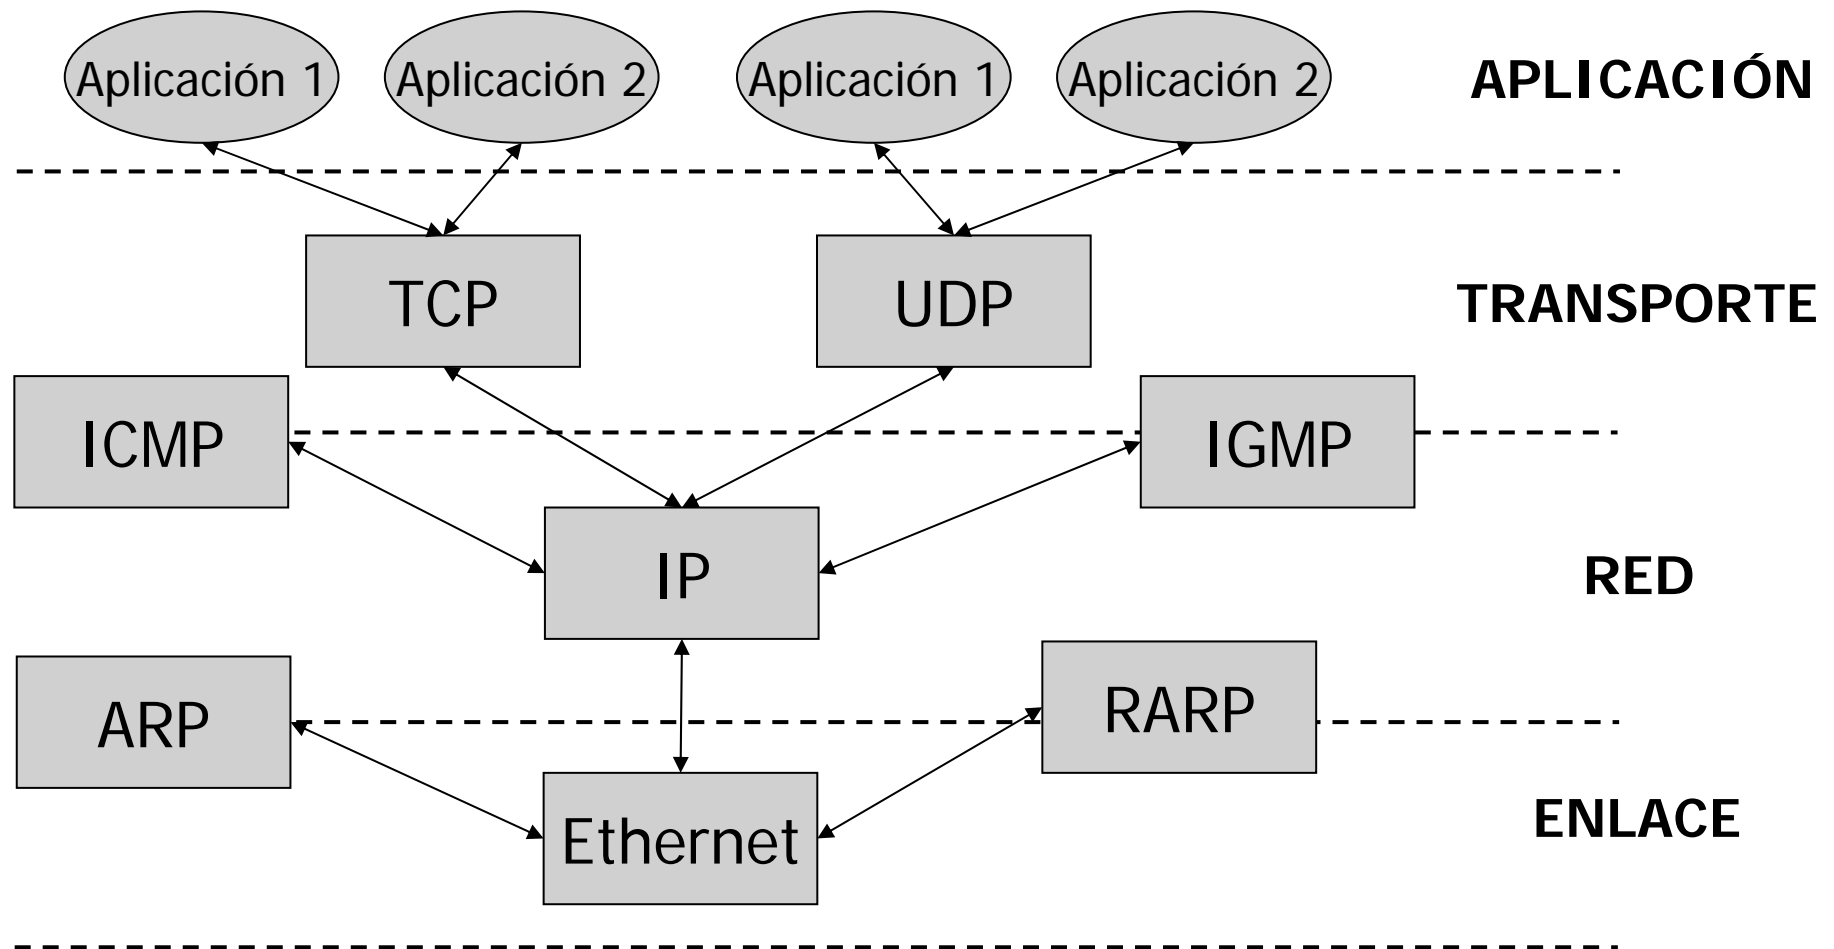 Aplicación 1
Aplicación 2
Aplicación 1
Aplicación 2
APLICACIÓN
TCP
UDP
TRANSPORTE
ICMP
IGMP
IP
RED
ARP
RARP
Ethernet
ENLACE